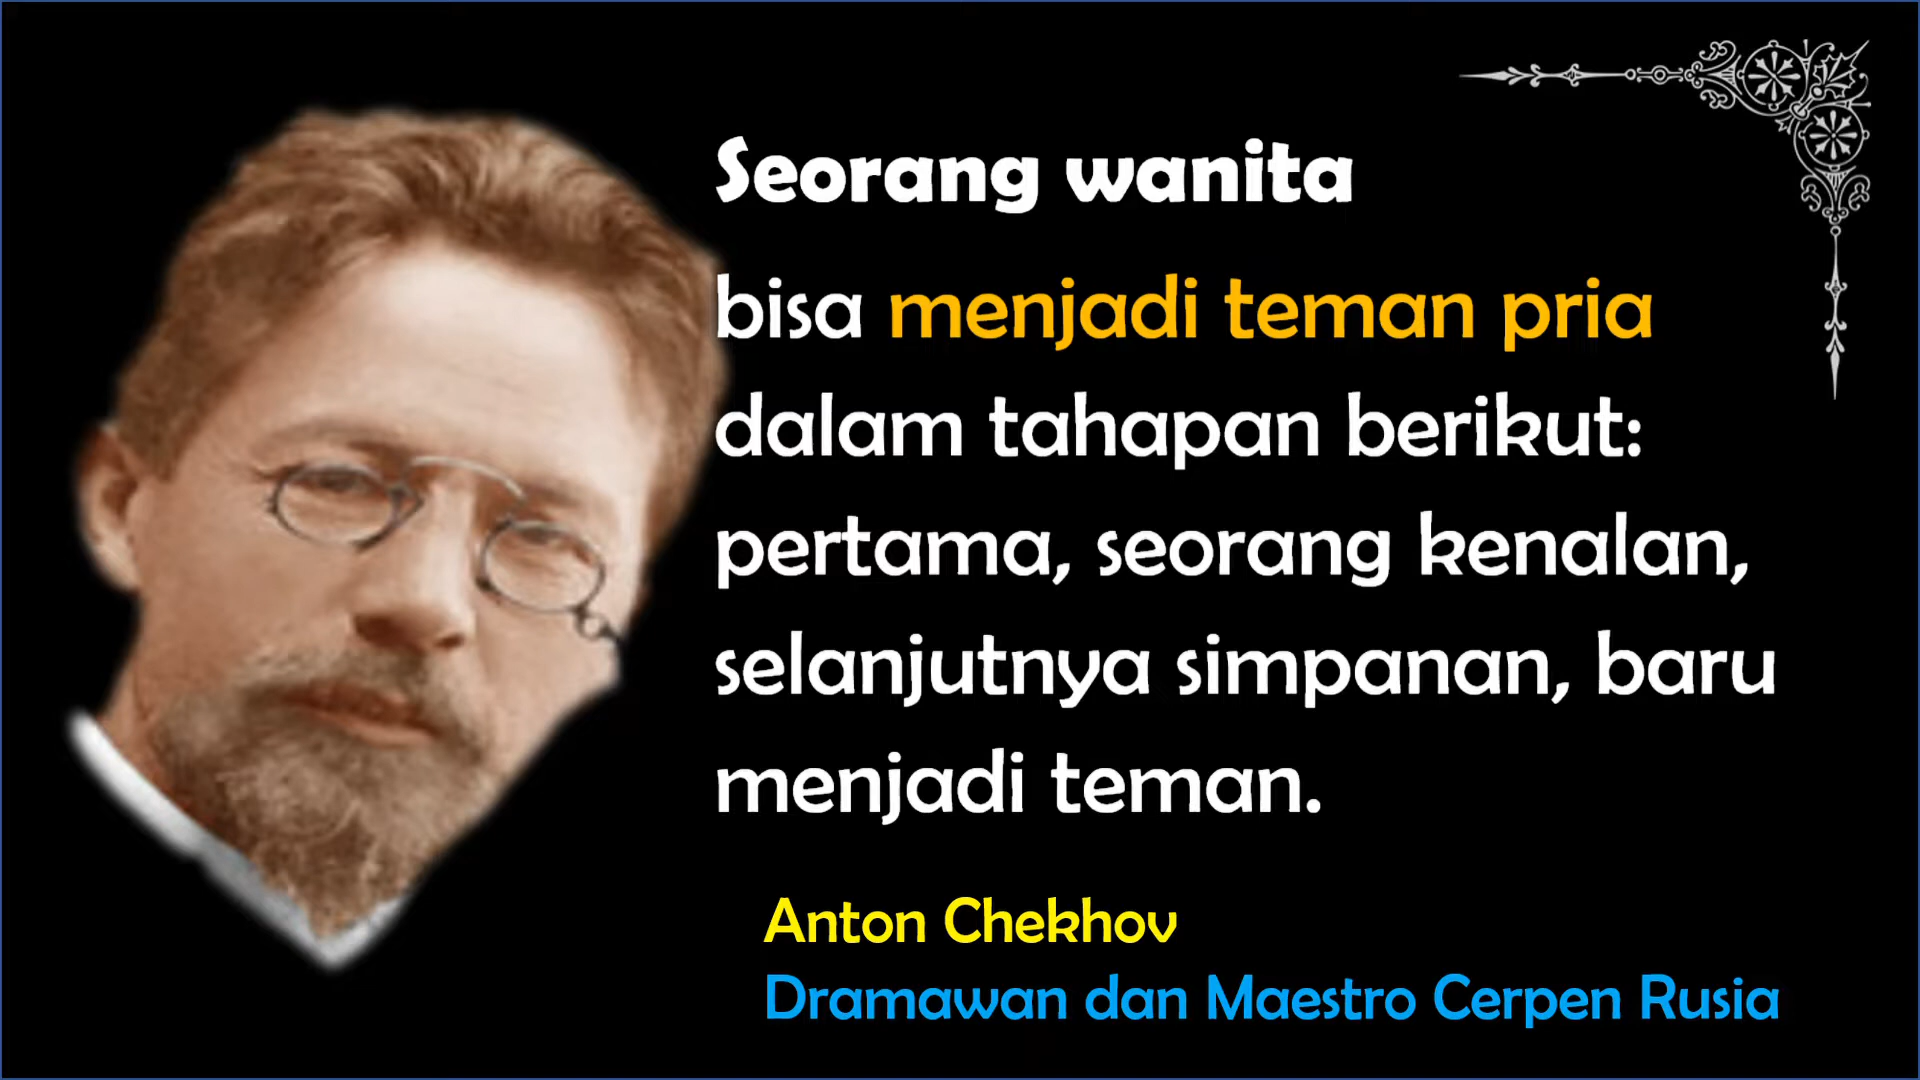 Seorang wanita
bisa menjadi teman pria
dalam tahapan berikut:
pertama, seorang kenalan,
selanjutnya simpanan, baru
menjadi teman.
Anton Chekhov
Dramawan dan Maestro Cerpen Rusia